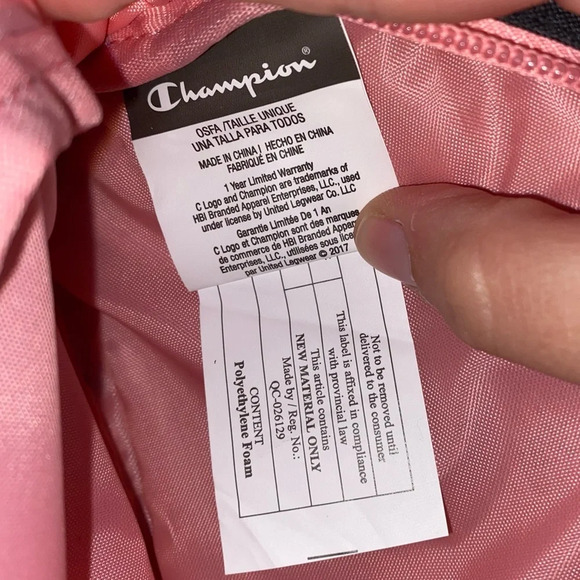 Champion®
OSFA /TAILLE UNIQUE
UNA TALLA PARA TODOS
MADE IN CHINA / HECHO EN CHINA
FABRIQUÉ EN CHINE
1 Year Limited Warranty
C Logo and Champion are trademarks of
HBI Branded Apparel Enterprises, LLC., used
under license by United Legwear Co. LLC
Garantie Limitée De 1 An
C Logo et Champion sont des marques
de commerce de HBI Branded Apparel
Enterprises, LLC., utilisées sous
par United Legwear © 2017
Not to be removed until
delivered to the consumer
This label is affixed in compliance
with provincial law
This article contains
NEW MATERIAL ONLY
Made by / Reg. No.:
QC-026129
CONTENT
Polyethylene Foam